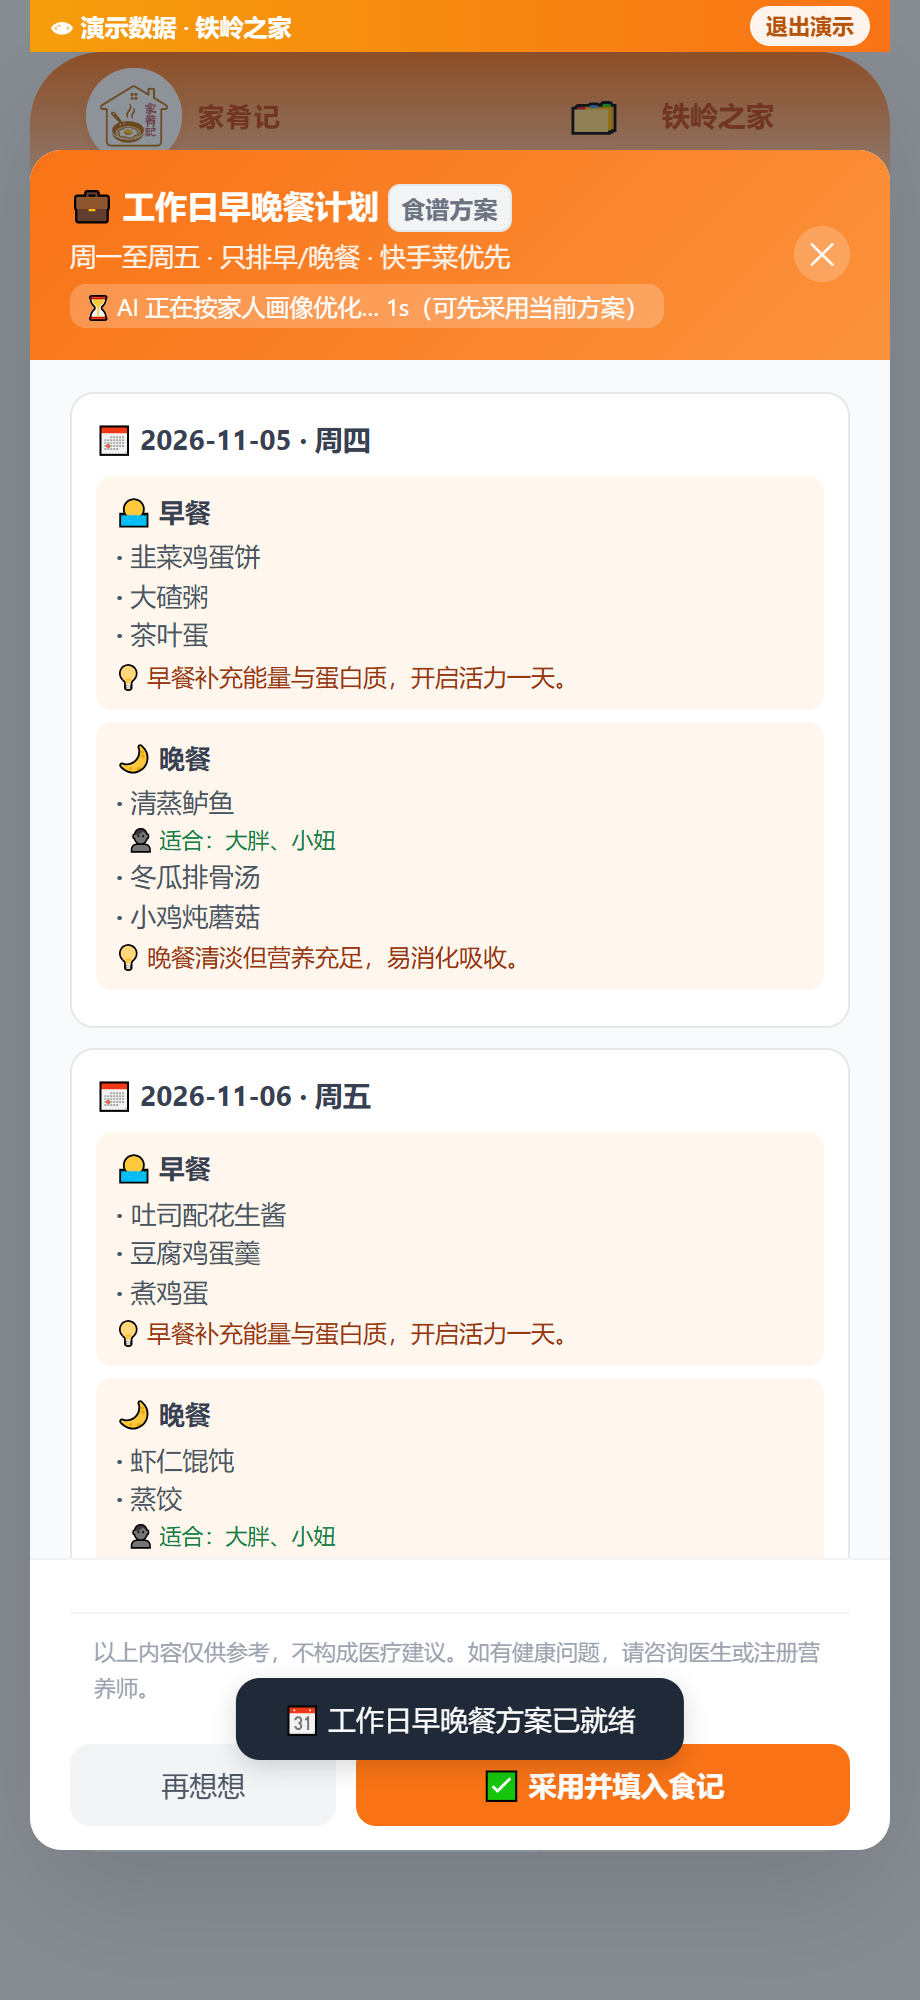 演示数据 · 铁岭之家
退出演示
家肴记
家肴記
铁岭之家
工作日早晚餐计划
食谱方案
周一至周五 · 只排早/晚餐 · 快手菜优先
AI 正在按家人画像优化... 1s（可先采用当前方案）
2026-11-05 · 周四
早餐
· 韭菜鸡蛋饼
· 大碴粥
· 茶叶蛋
早餐补充能量与蛋白质，开启活力一天。
晚餐
· 清蒸鲈鱼
适合：大胖、小妞
· 冬瓜排骨汤
· 小鸡炖蘑菇
晚餐清淡但营养充足，易消化吸收。
2026-11-06 · 周五
早餐
· 吐司配花生酱
· 豆腐鸡蛋羹
· 煮鸡蛋
早餐补充能量与蛋白质，开启活力一天。
晚餐
· 虾仁馄饨
· 蒸饺
适合：大胖、小妞
以上内容仅供参考，不构成医疗建议。如有健康问题，请咨询医生或注册营
养师。
31 工作日早晚餐方案已就绪
再想想
采用并填入食记